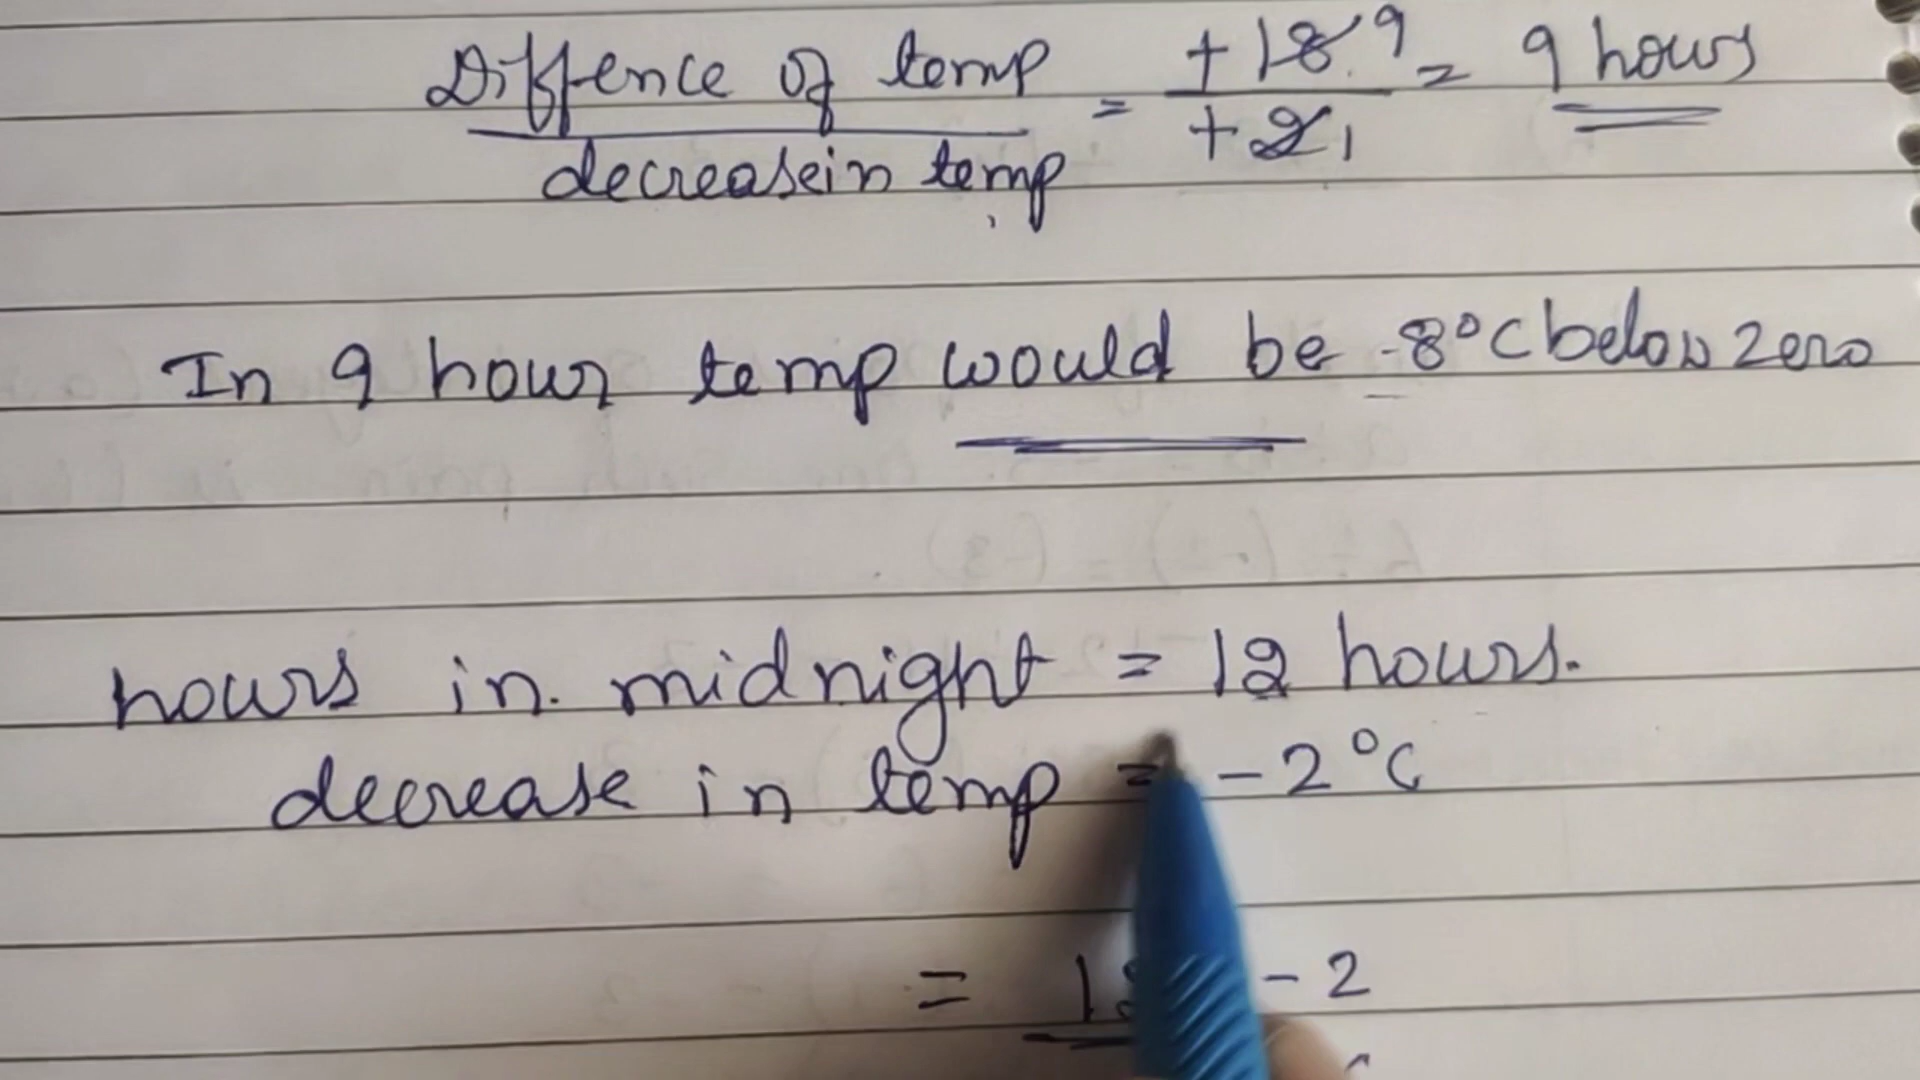 Diffence of temp = +18 9 = 9 hours
decreasein temp +2 1
In 9 hour temp would be -8°C below zero
hours in midnight = 12 hours.
decrease in temp = -2°C
= - 2